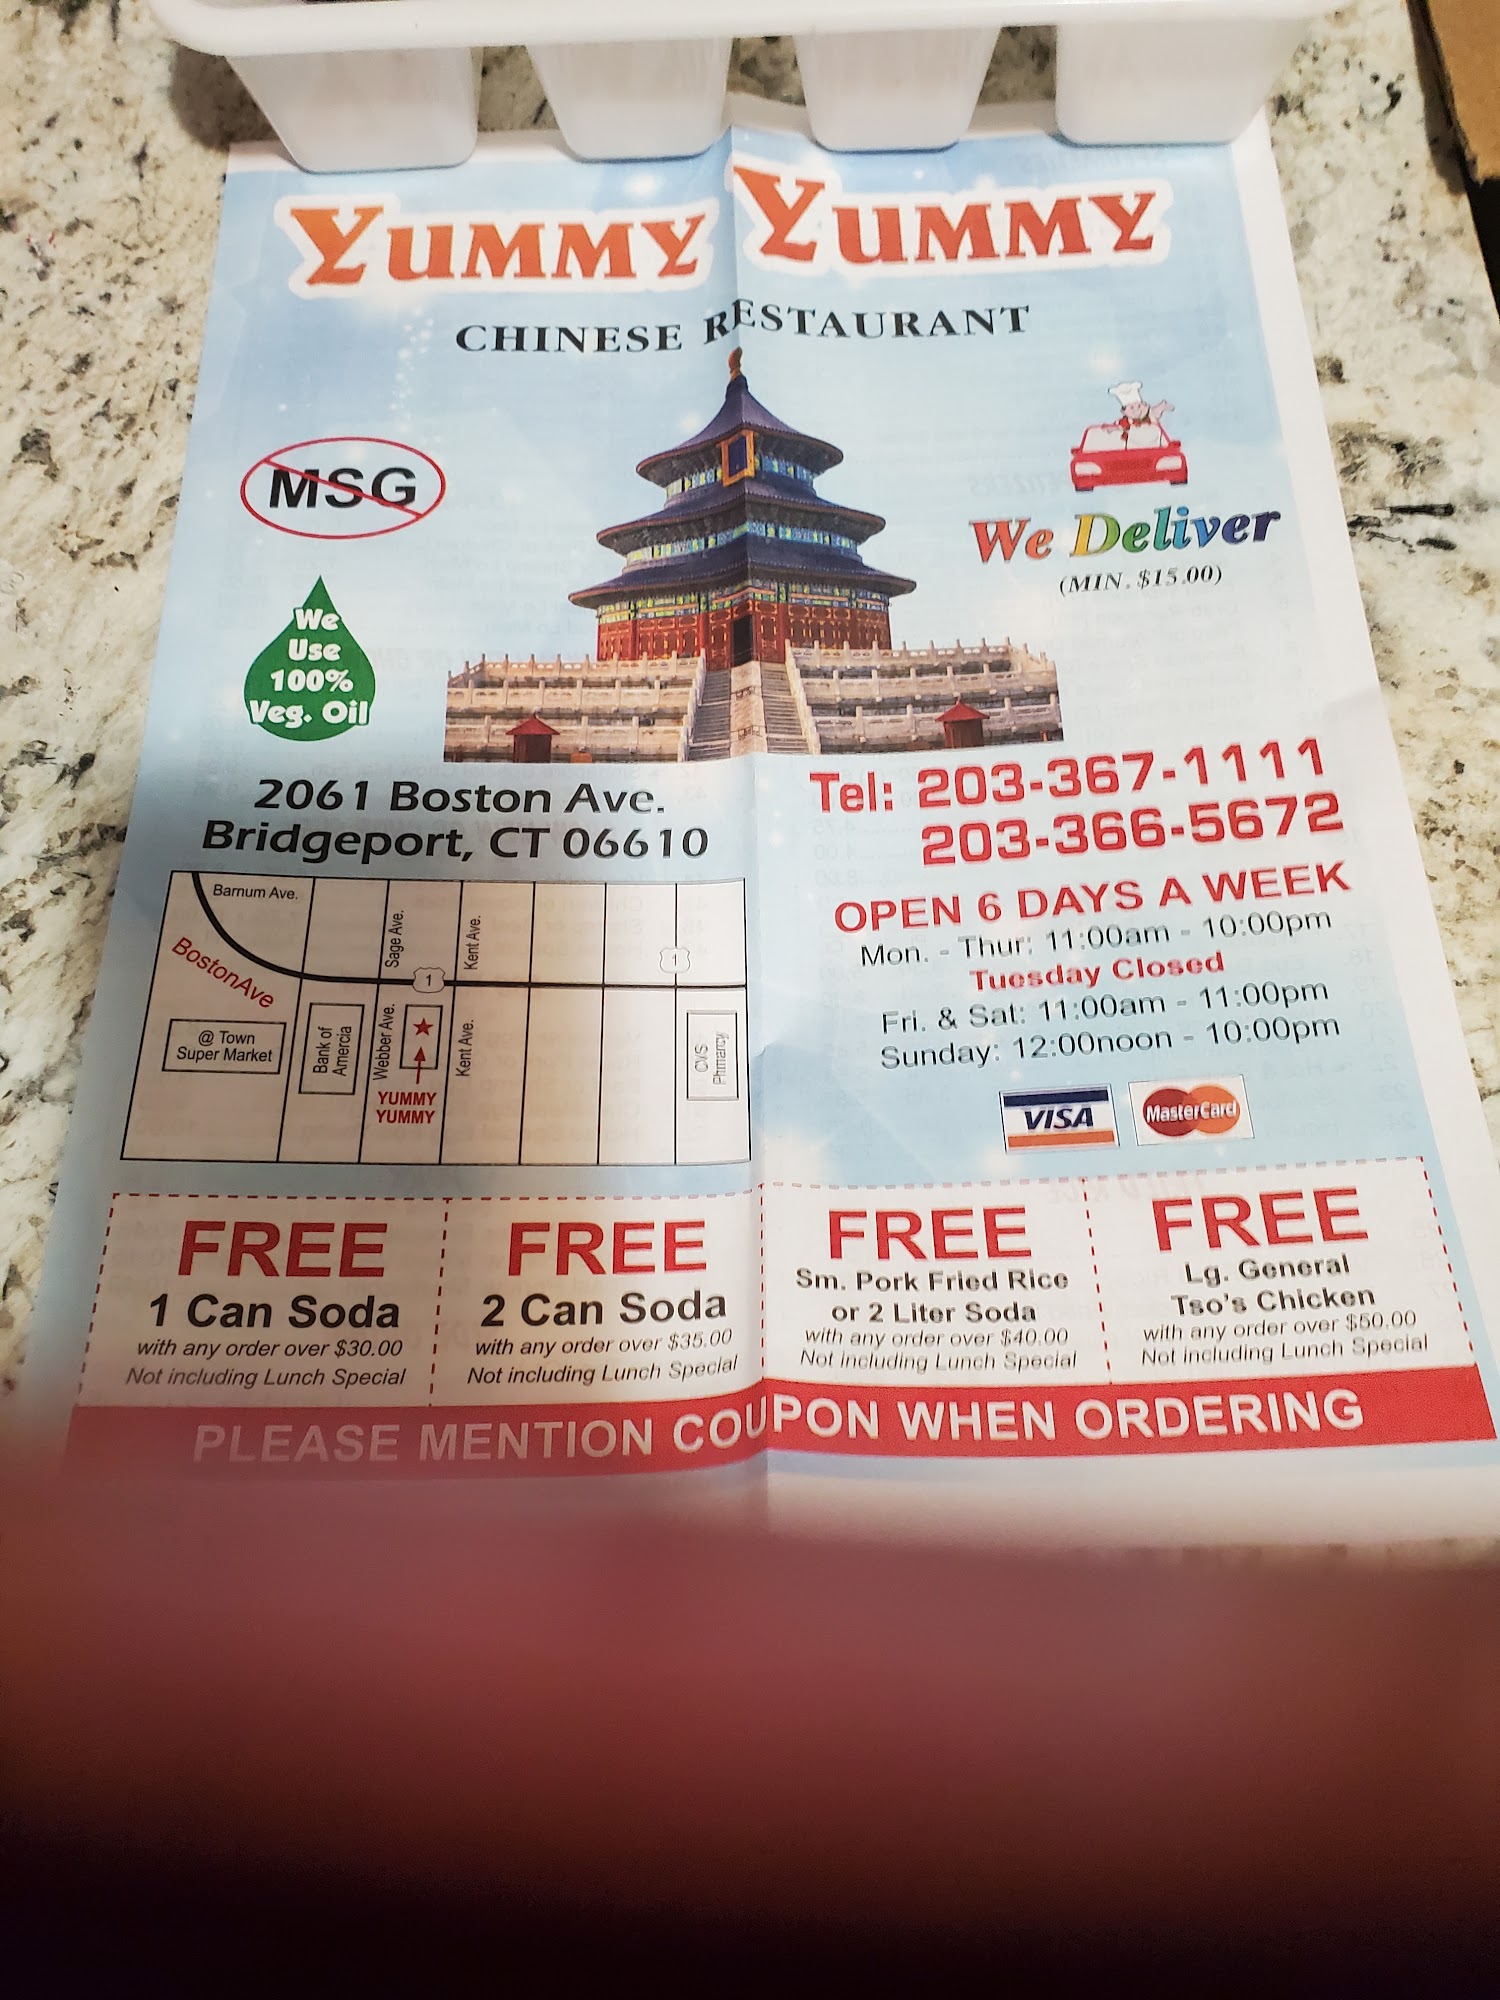 YUMMY YUMMY
CHINESE RESTAURANT
MSG
We Deliver
(MIN. $15.00)
We
Use
100%
Veg. Oil
2061 Boston Ave.
Bridgeport, CT 06610
Tel: 203-367-1111
203-366-5672
OPEN 6 DAYS A WEEK
Mon. - Thur: 11:00am - 10:00pm
Tuesday Closed
Fri. & Sat: 11:00am - 11:00pm
Sunday: 12:00noon - 10:00pm
VISA
MasterCard
Barnum Ave.
Boston Ave
Sage Ave.
Kent Ave.
1
1
@ Town
Super Market
Bank of
Amercia
Webber Ave.
Kent Ave.
CVS
Phmarcy
YUMMY
YUMMY
FREE
1 Can Soda
with any order over $30.00
Not including Lunch Special
FREE
2 Can Soda
with any order over $35.00
Not including Lunch Special
FREE
Sm. Pork Fried Rice
or 2 Liter Soda
with any order over $40.00
Not including Lunch Special
FREE
Lg. General
Tso's Chicken
with any order over $50.00
Not including Lunch Special
PLEASE MENTION COUPON WHEN ORDERING